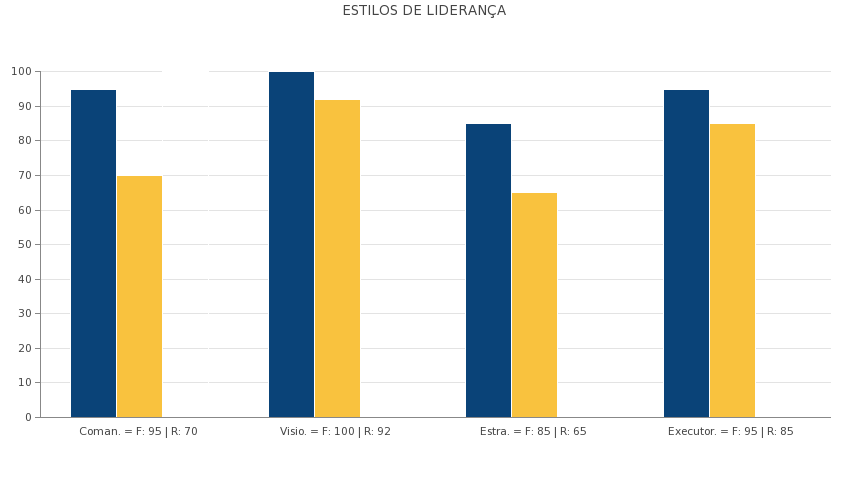 ESTILOS DE LIDERANÇA
100
90
80
70
60
50
40
30
20
10
0
Coman. = F: 95 | R: 70
Visio. = F: 100 | R: 92
Estra. = F: 85 | R: 65
Executor. = F: 95 | R: 85